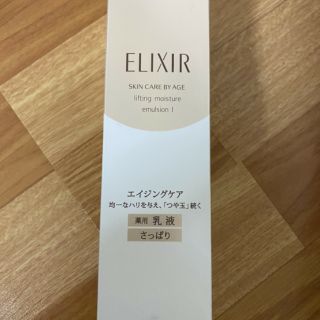 ELIXIR
SKIN CARE BY AGE
lifting moisture
emulsion I
エイジングケア
均一なハリを与え、「つや玉」続く
薬用 乳液
さっぱり